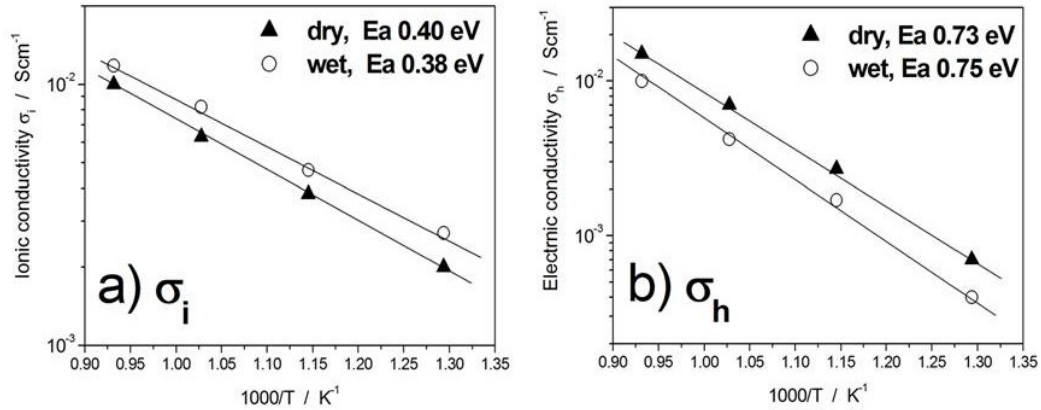 dry, Ea 0.40 eV
wet, Ea 0.38 eV
Ionic conductivity σi / Scm-1
10-2
10-3
a) σi
0.90 0.95 1.00 1.05 1.10 1.15 1.20 1.25 1.30 1.35
1000/T / K-1
dry, Ea 0.73 eV
wet, Ea 0.75 eV
Electrnic conductivity σh / Scm-1
10-2
10-3
b) σh
0.90 0.95 1.00 1.05 1.10 1.15 1.20 1.25 1.30 1.35
1000/T / K-1